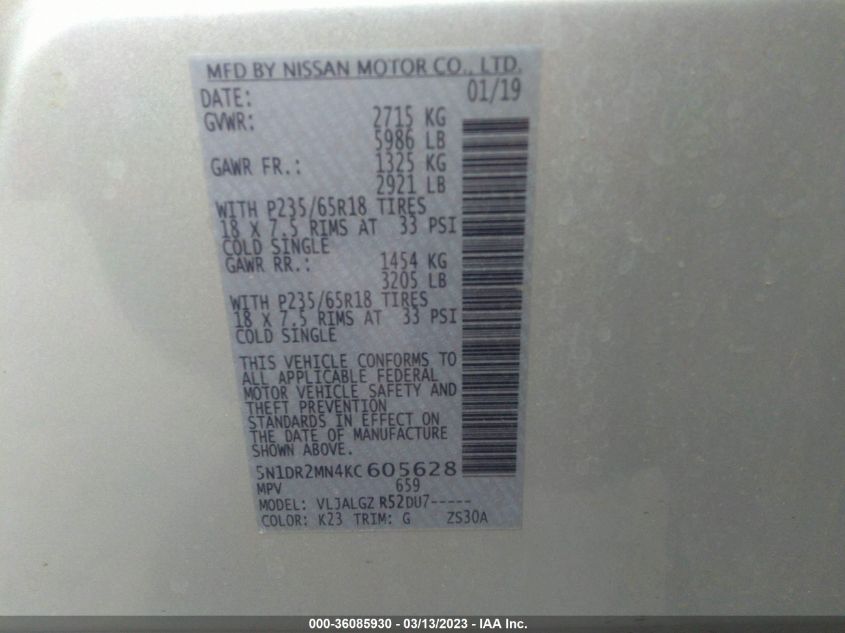 MFD BY NISSAN MOTOR CO., LTD.
DATE: 01/19
GVWR: 2715 KG
5986 LB
GAWR FR.: 1325 KG
2921 LB
WITH P235/65R18 TIRES
18 X 7.5 RIMS AT 33 PSI
COLD SINGLE
GAWR RR.: 1454 KG
3205 LB
WITH P235/65R18 TIRES
18 X 7.5 RIMS AT 33 PSI
COLD SINGLE
THIS VEHICLE CONFORMS TO
ALL APPLICABLE FEDERAL
MOTOR VEHICLE SAFETY AND
THEFT PREVENTION
STANDARDS IN EFFECT ON
THE DATE OF MANUFACTURE
SHOWN ABOVE.
5N1DR2MN4KC605628
MPV 659
MODEL: VLJALGZ R52DU7-----
COLOR: K23 TRIM: G ZS30A
000-36085930 - 03/13/2023 - IAA Inc.